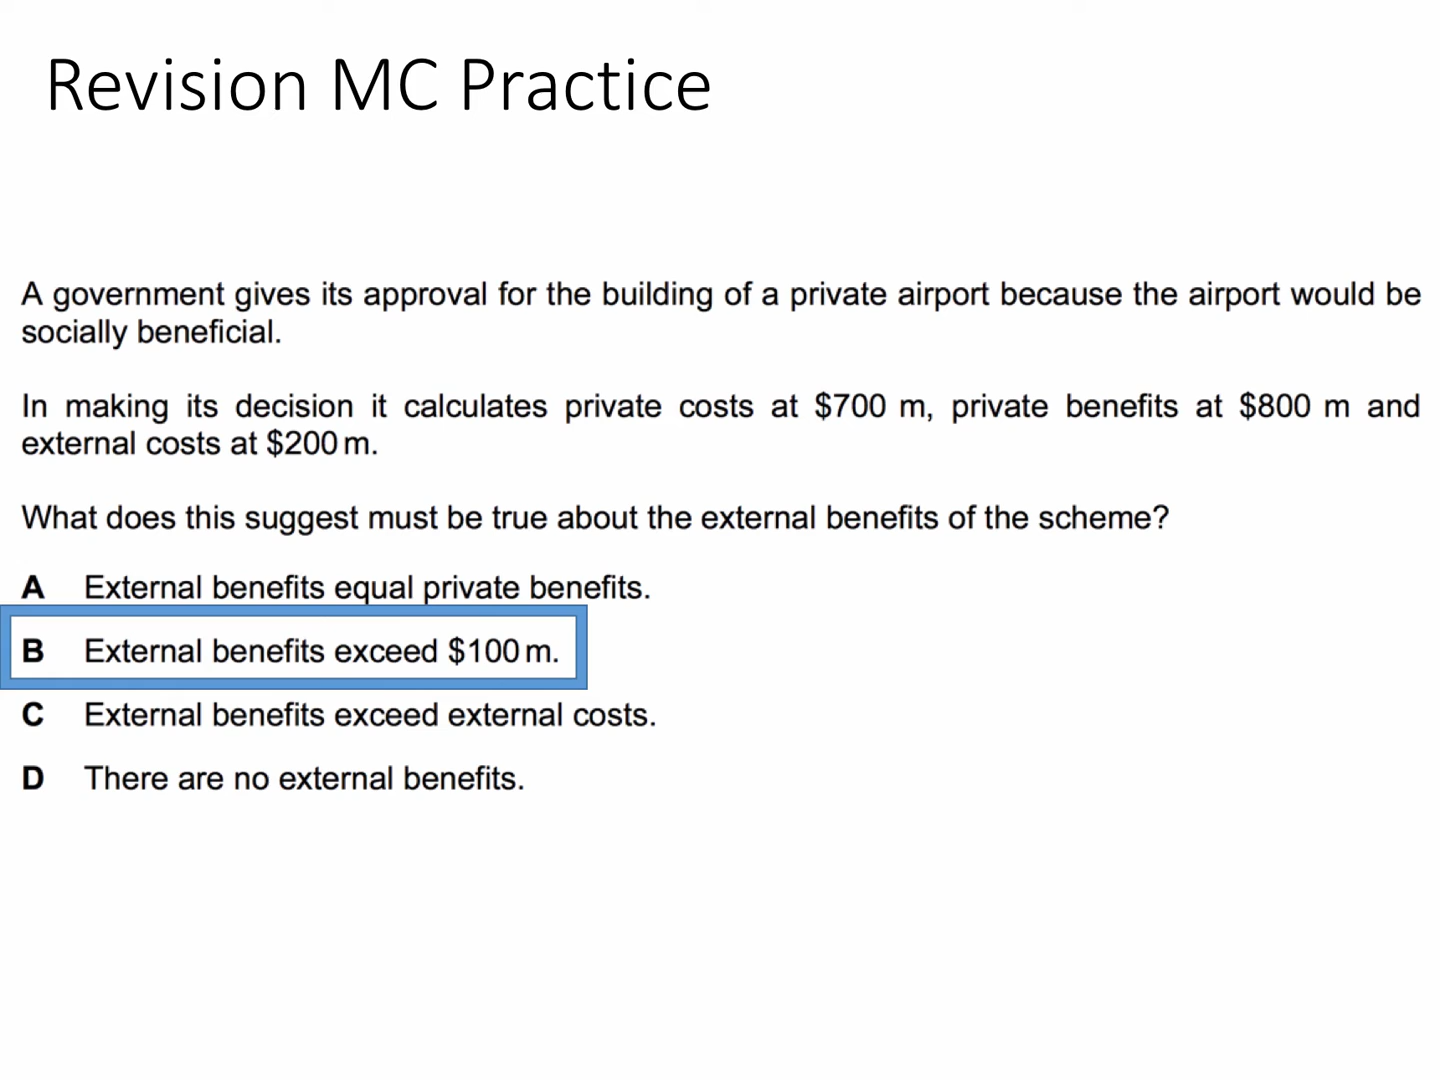 Revision MC Practice
A government gives its approval for the building of a private airport because the airport would be
socially beneficial.
In making its decision it calculates private costs at $700 m, private benefits at $800 m and
external costs at $200 m.
What does this suggest must be true about the external benefits of the scheme?
A External benefits equal private benefits.
B External benefits exceed $100 m.
C External benefits exceed external costs.
D There are no external benefits.